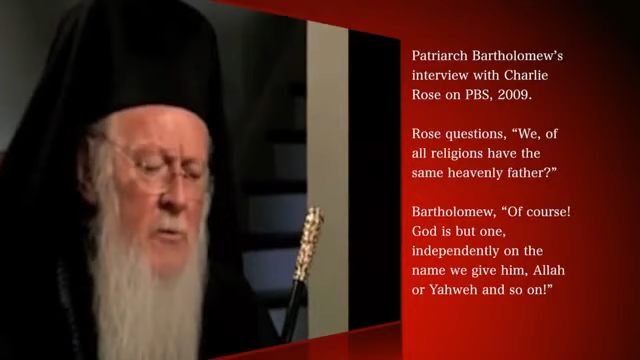 Patriarch Bartholomew’s
interview with Charlie
Rose on PBS, 2009.
Rose questions, “We, of
all religions have the
same heavenly father?”
Bartholomew, “Of course!
God is but one,
independently on the
name we give him, Allah
or Yahweh and so on!”